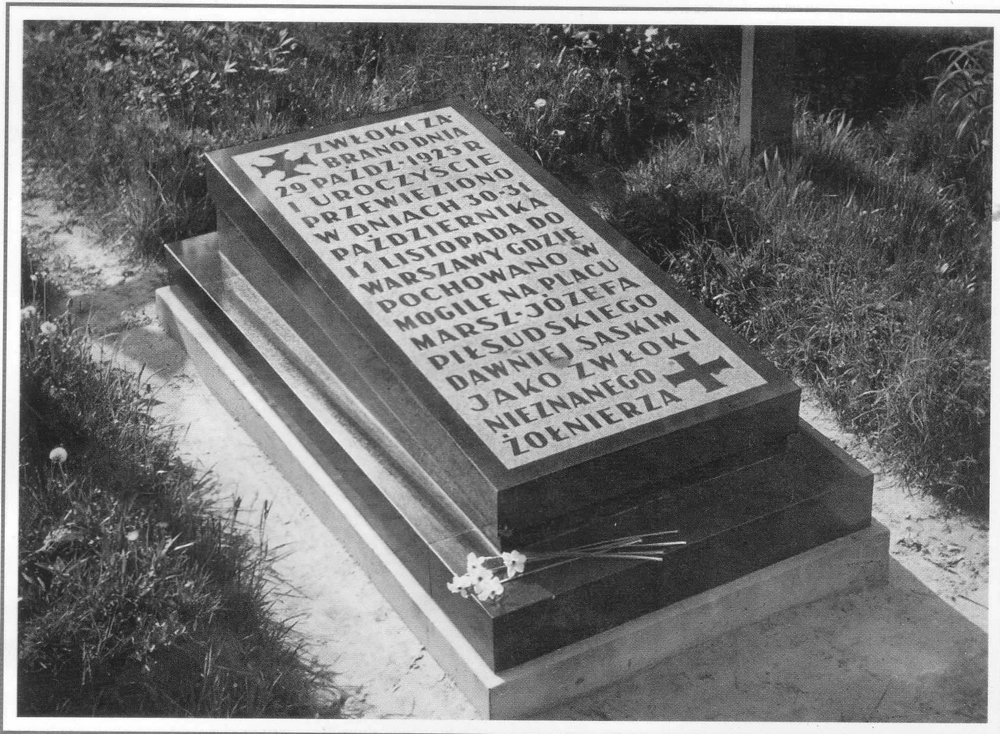 ZWŁOKI ZA-
BRANO DNIA
29 PAŹDZ-1925 R
I UROCZYŚCIE
PRZEWIEZIONO
W DNIACH 30-31
PAŹDZIERNIKA
I 1 LISTOPADA DO
WARSZAWY GDZIE
POCHOWANO W
MOGILE NA PLACU
MARSZ-JÓZEFA
PIŁSUDSKIEGO
DAWNIEJ SASKIM
JAKO ZWŁOKI
NIEZNANEGO
ŻOŁNIERZA